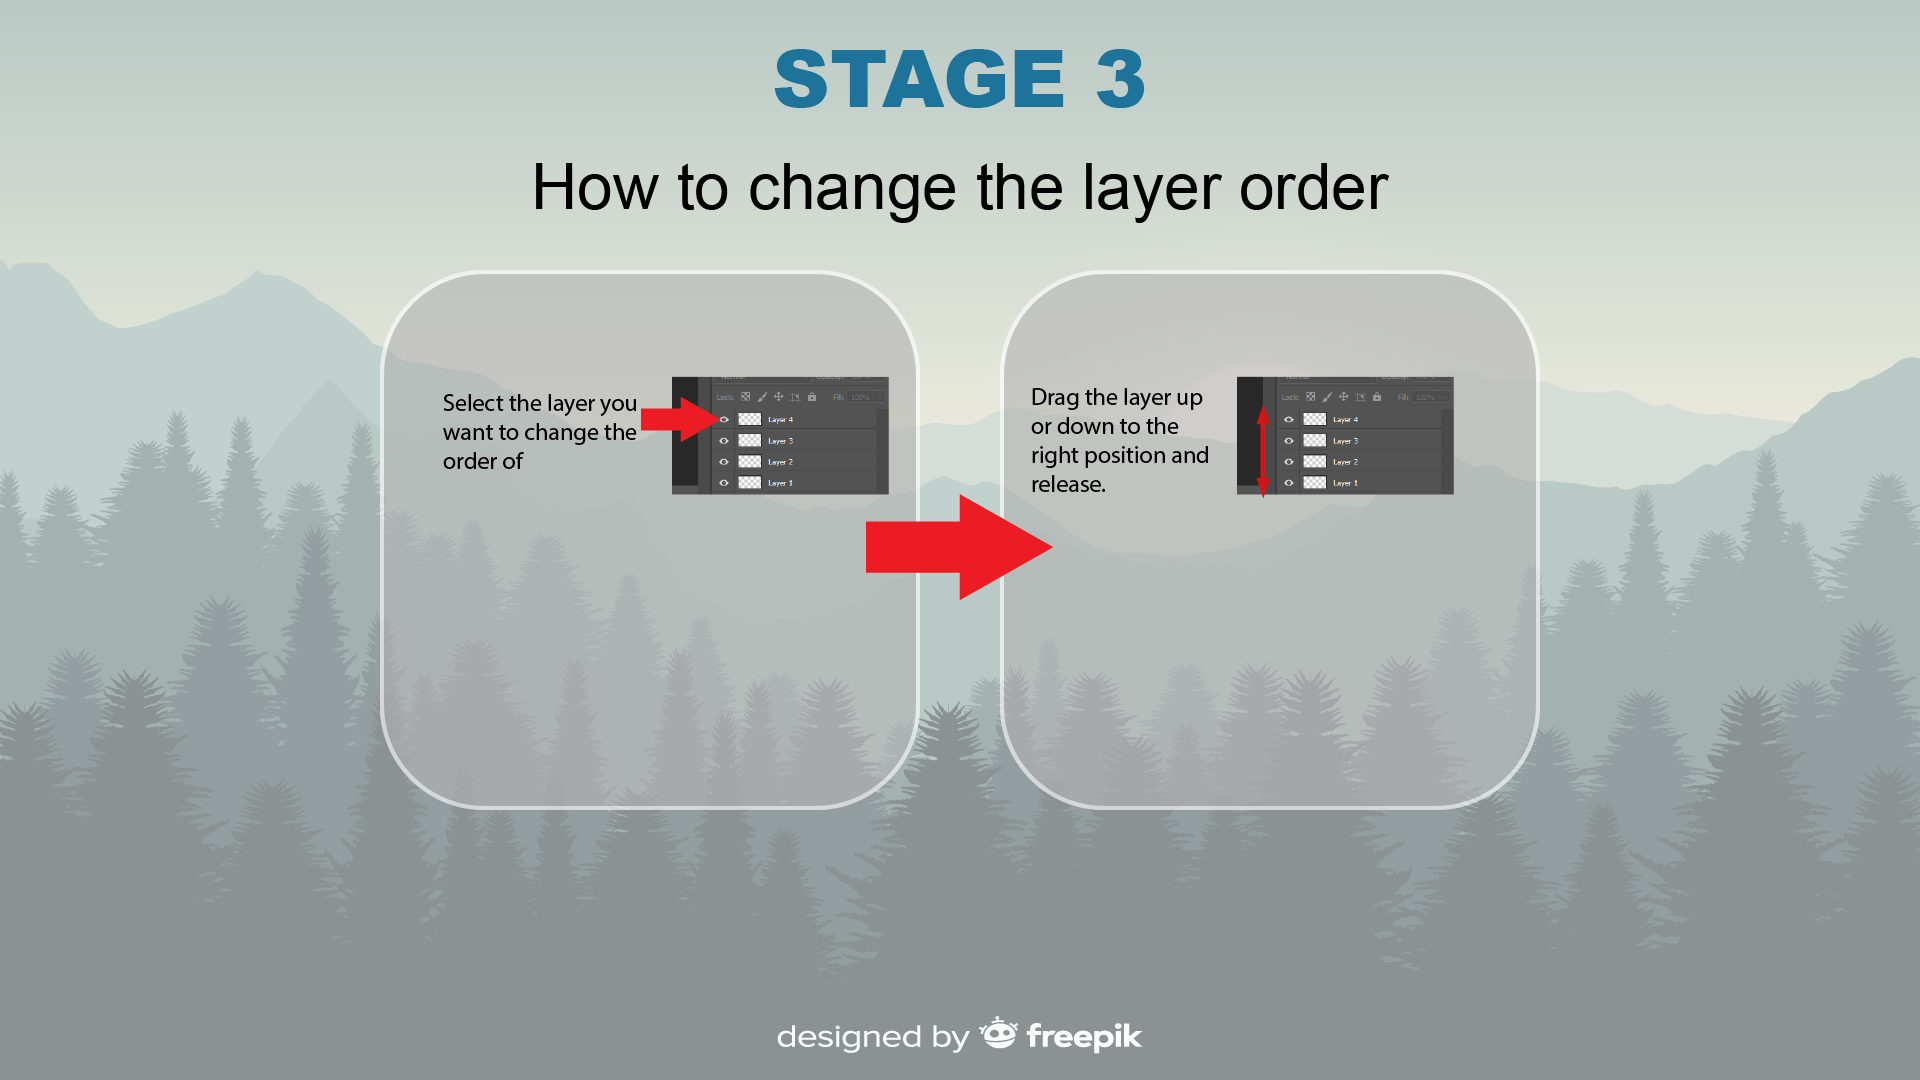 STAGE 3
How to change the layer order
Select the layer you
want to change the
order of
Lock:
Fill: 100%
Layer 4
Layer 3
Layer 2
Layer 1
Drag the layer up
or down to the
right position and
release.
Lock:
Fill: 100%
Layer 4
Layer 3
Layer 2
Layer 1
designed by freepik